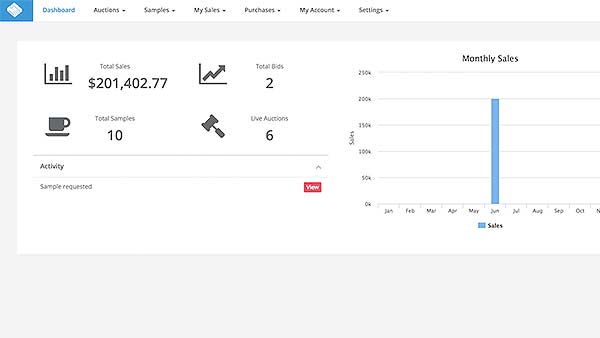 Dashboard Auctions Samples My Sales Purchases My Account Settings
Total Sales
$201,402.77
Total Bids
2
Total Samples
10
Live Auctions
6
Activity
Sample requested View
Monthly Sales
Sales
250k
200k
150k
100k
50k
0k
Jan Feb Mar Apr May Jun Jul Aug Sep Oct
Sales